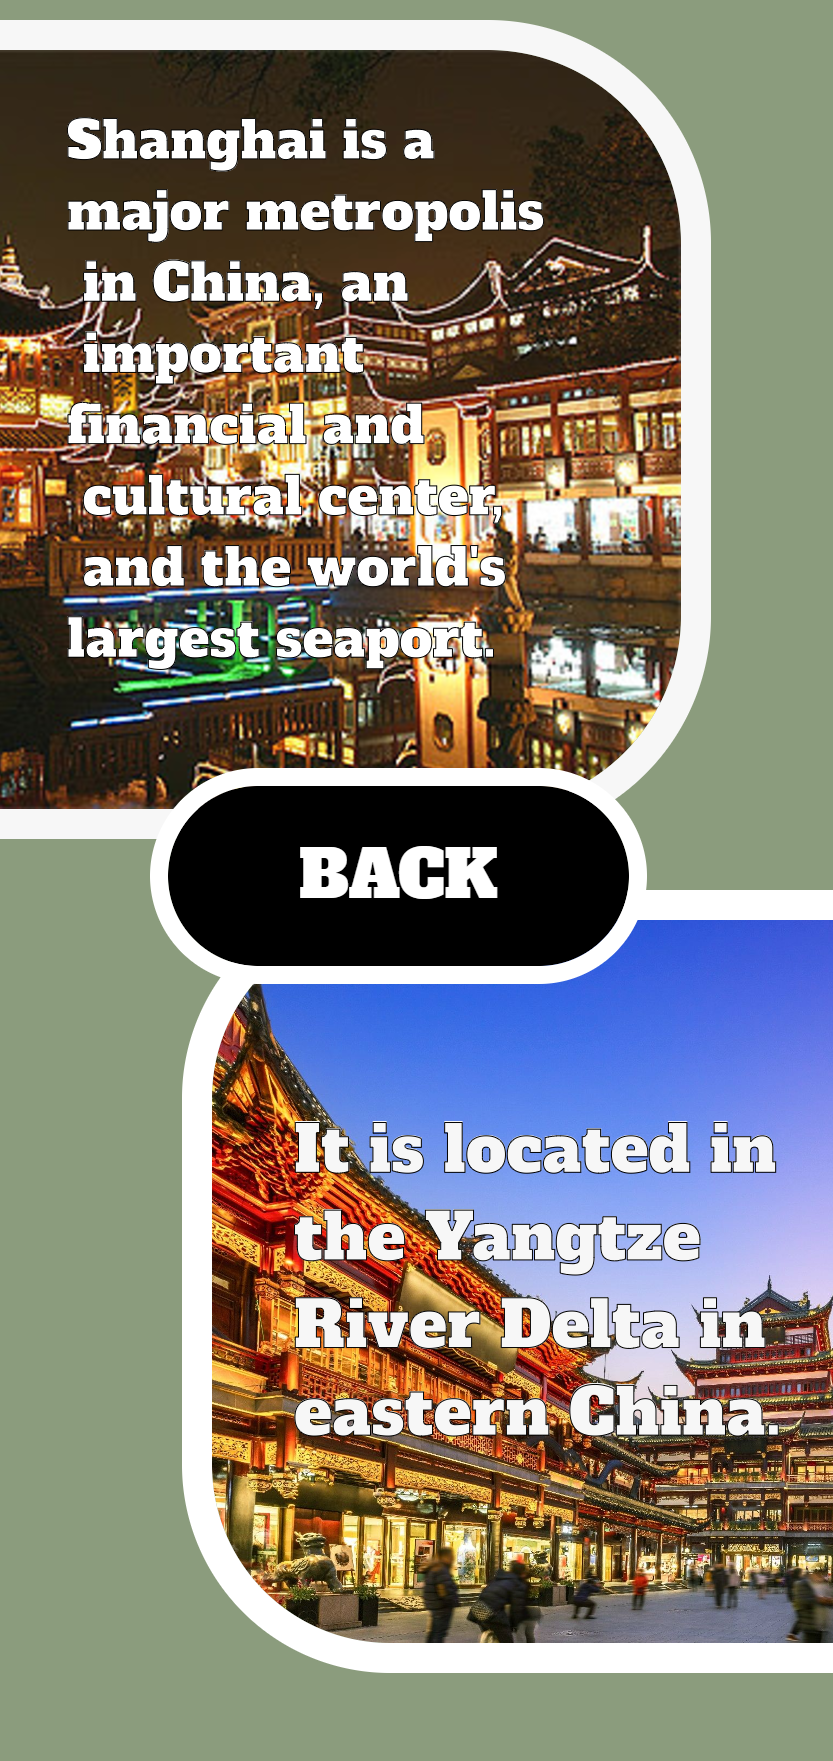 Shanghai is a
major metropolis
in China, an
important
financial and
cultural center,
and the world's
largest seaport.
BACK
It is located in
the Yangtze
River Delta in
eastern China.